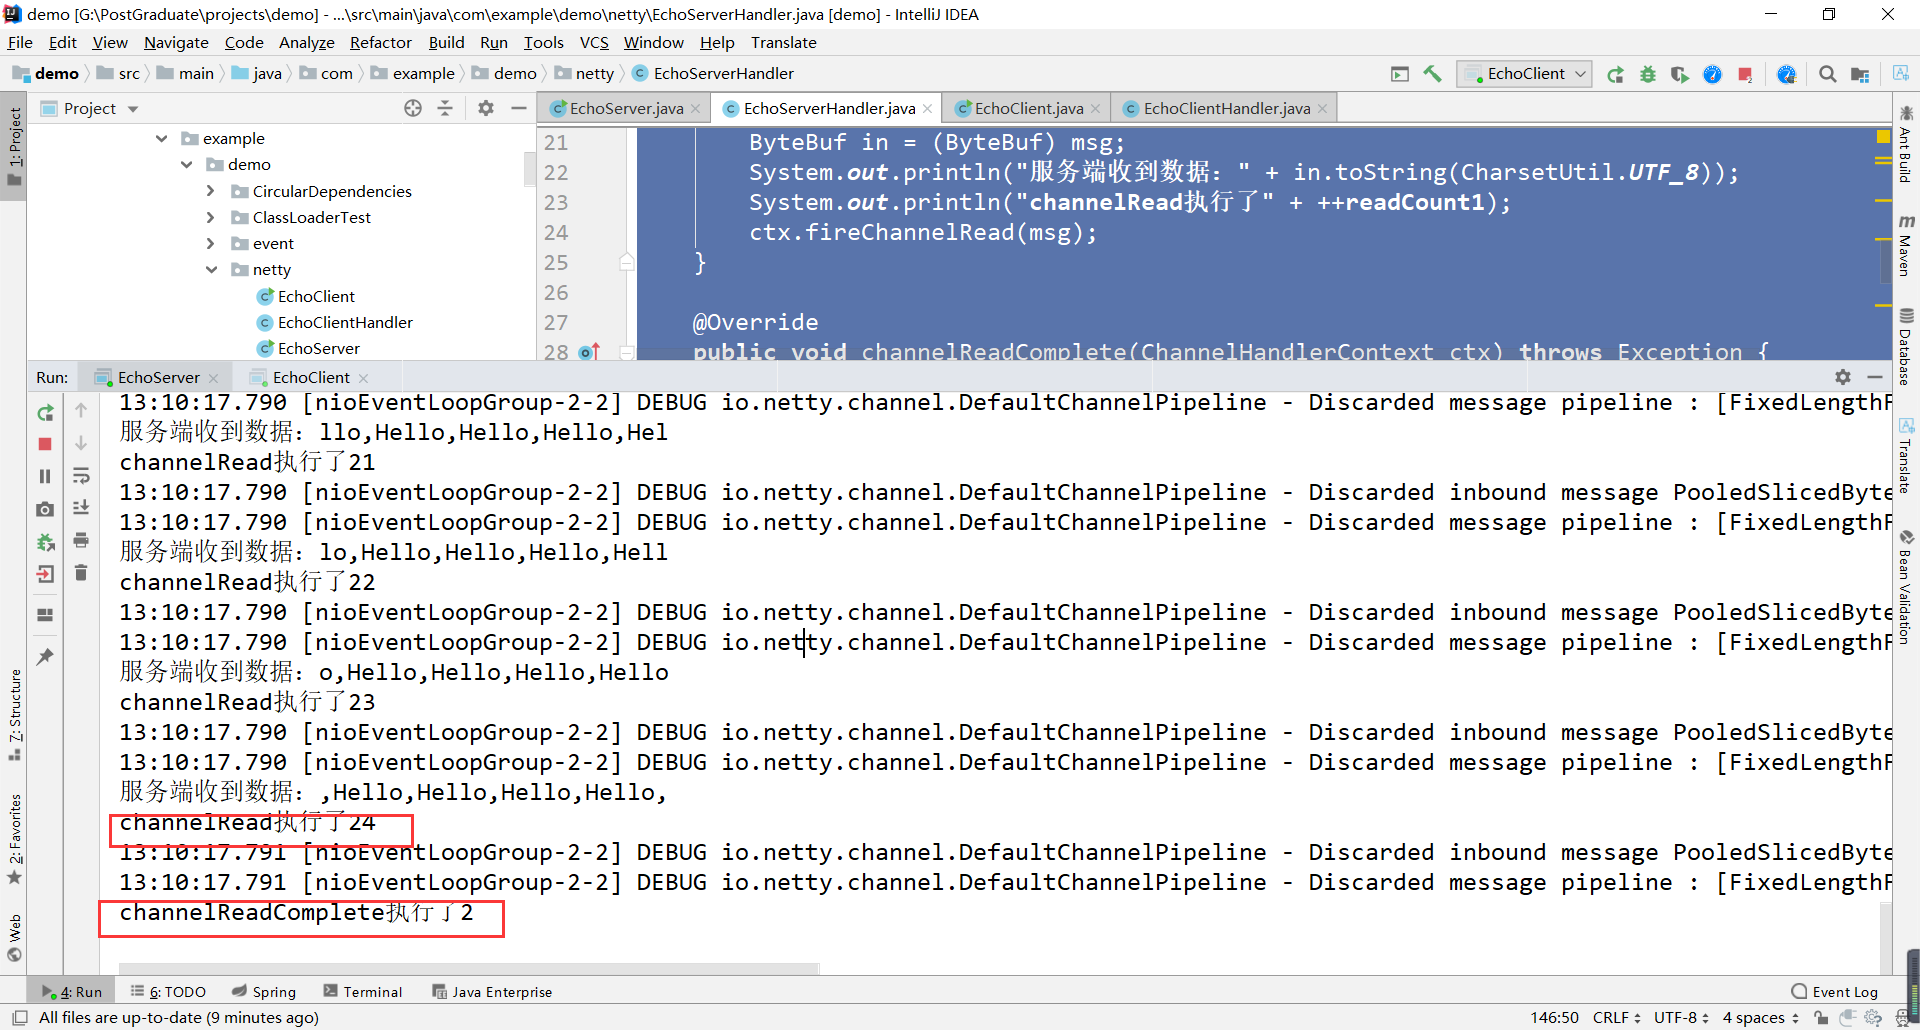 demo [G:\PostGraduate\projects\demo] - ...\src\main\java\com\example\demo\netty\EchoServerHandler.java [demo] - IntelliJ IDEA
File Edit View Navigate Code Analyze Refactor Build Run Tools VCS Window Help Translate
demo src main java com example demo netty EchoServerHandler EchoClient
Project
EchoServer.java EchoServerHandler.java EchoClient.java EchoClientHandler.java
example
demo
CircularDependencies
ClassLoaderTest
event
netty
EchoClient
EchoClientHandler
EchoServer
21 ByteBuf in = (ByteBuf) msg;
22 System.out.println("服务端收到数据: " + in.toString(CharsetUtil.UTF_8));
23 System.out.println("channelRead执行了" + ++readCount1);
24 ctx.fireChannelRead(msg);
25 }
26
27 @Override
28 public void channelReadComplete(ChannelHandlerContext ctx) throws Exception {
Run: EchoServer EchoClient
13:10:17.790 [nioEventLoopGroup-2-2] DEBUG io.netty.channel.DefaultChannelPipeline - Discarded message pipeline : [FixedLengthF
服务端收到数据: llo,Hello,Hello,Hello,Hel
channelRead执行了21
13:10:17.790 [nioEventLoopGroup-2-2] DEBUG io.netty.channel.DefaultChannelPipeline - Discarded inbound message PooledSlicedByte
13:10:17.790 [nioEventLoopGroup-2-2] DEBUG io.netty.channel.DefaultChannelPipeline - Discarded message pipeline : [FixedLengthF
服务端收到数据: lo,Hello,Hello,Hello,Hell
channelRead执行了22
13:10:17.790 [nioEventLoopGroup-2-2] DEBUG io.netty.channel.DefaultChannelPipeline - Discarded inbound message PooledSlicedByte
13:10:17.790 [nioEventLoopGroup-2-2] DEBUG io.netty.channel.DefaultChannelPipeline - Discarded message pipeline : [FixedLengthF
服务端收到数据: o,Hello,Hello,Hello,Hello
channelRead执行了23
13:10:17.790 [nioEventLoopGroup-2-2] DEBUG io.netty.channel.DefaultChannelPipeline - Discarded inbound message PooledSlicedByte
13:10:17.790 [nioEventLoopGroup-2-2] DEBUG io.netty.channel.DefaultChannelPipeline - Discarded message pipeline : [FixedLengthF
服务端收到数据: ,Hello,Hello,Hello,Hello,
channelRead执行了24
13:10:17.791 [nioEventLoopGroup-2-2] DEBUG io.netty.channel.DefaultChannelPipeline - Discarded inbound message PooledSlicedByte
13:10:17.791 [nioEventLoopGroup-2-2] DEBUG io.netty.channel.DefaultChannelPipeline - Discarded message pipeline : [FixedLengthF
channelReadComplete执行了2
1: Project
7: Structure
2: Favorites
Web
Ant Build
Maven
Database
Translate
Bean Validation
4: Run 6: TODO Spring Terminal Java Enterprise Event Log
All files are up-to-date (9 minutes ago) 146:50 CRLF UTF-8 4 spaces